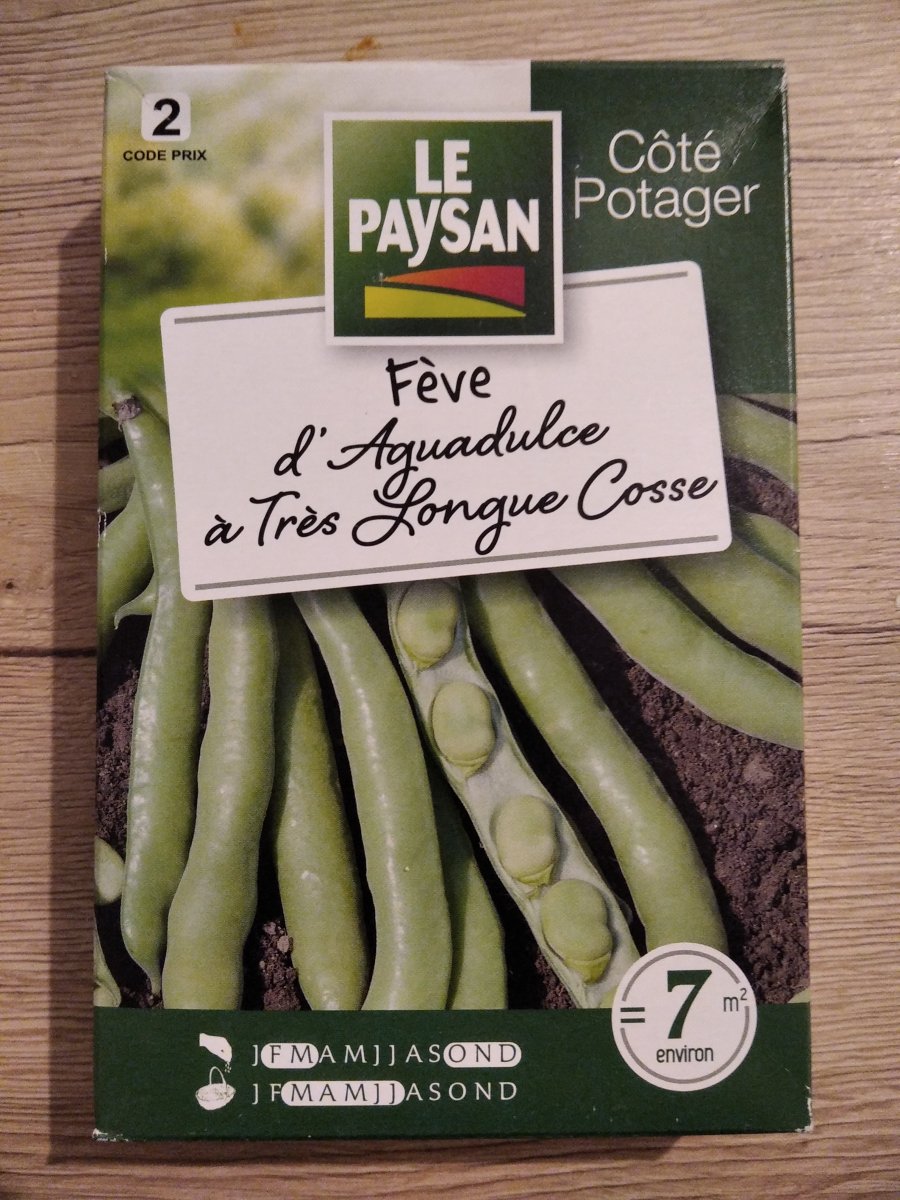 2
CODE PRIX
LE
PAYSAN
Côté
Potager
Fève
d'Aguadulce
à Très Longue Cosse
= 7 m²
environ
JFMAMJJASOND
JFMAMJJASOND